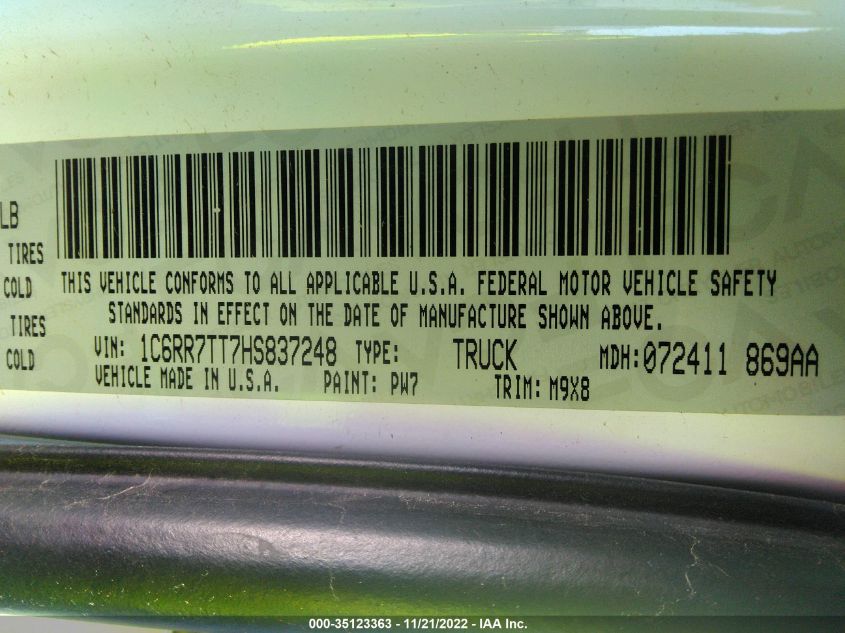 LB
TIRES
COLD
TIRES
COLD
THIS VEHICLE CONFORMS TO ALL APPLICABLE U.S.A. FEDERAL MOTOR VEHICLE SAFETY
STANDARDS IN EFFECT ON THE DATE OF MANUFACTURE SHOWN ABOVE.
VIN: 1C6RR7TT7HS837248 TYPE: TRUCK MDH:072411 869AA
VEHICLE MADE IN U.S.A. PAINT: PW7 TRIM: M9X8
000-35123363 - 11/21/2022 - IAA Inc.